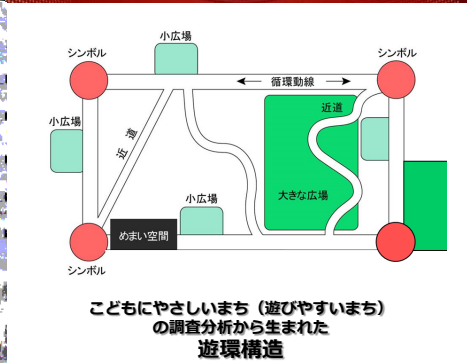 小広場
シンボル
シンボル
循環動線
近道
小広場
近道
小広場
大きな広場
めまい空間
シンボル
こどもにやさしいまち（遊びやすいまち）
の調査分析から生まれた
遊環構造